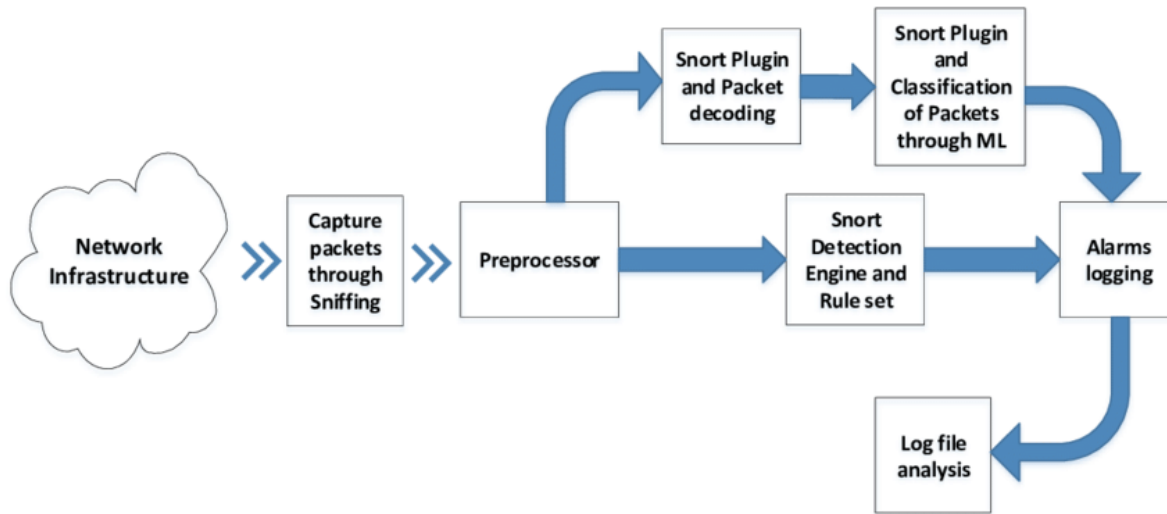 Network
Infrastructure
Capture
packets
through
Sniffing
Preprocessor
Snort Plugin
and Packet
decoding
Snort Plugin
and
Classification
of Packets
through ML
Snort
Detection
Engine and
Rule set
Alarms
logging
Log file
analysis